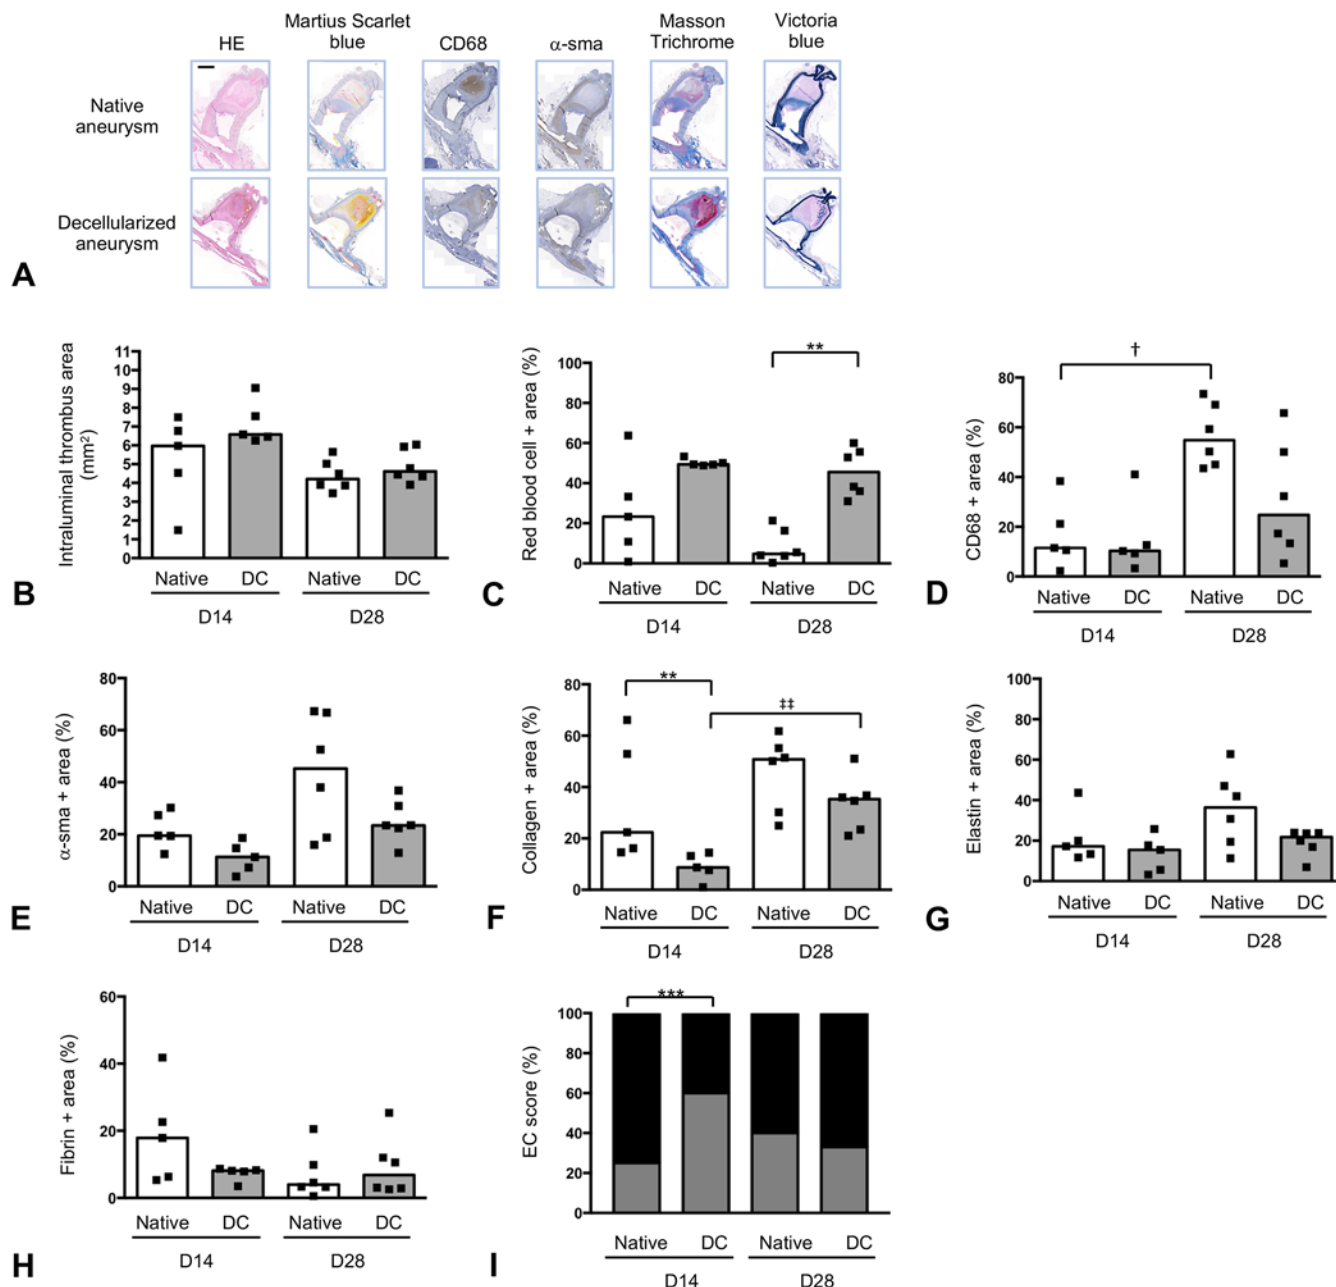 HE
Martius Scarlet
blue
CD68
α-sma
Masson
Trichrome
Victoria
blue
Native
aneurysm
Decellularized
aneurysm
A
Intraluminal thrombus area
(mm²)
11
10
9
8
7
6
5
4
3
2
1
0
Native DC Native DC
D14 D28
B
Red blood cell + area (%)
100
80
60
40
20
0
**
Native DC Native DC
D14 D28
C
CD68 + area (%)
80
60
40
20
0
†
Native DC Native DC
D14 D28
D
α-sma + area (%)
80
60
40
20
0
Native DC Native DC
D14 D28
E
Collagen + area (%)
80
60
40
20
0
**
‡‡
Native DC Native DC
D14 D28
F
Elastin + area (%)
100
80
60
40
20
0
Native DC Native DC
D14 D28
G
Fibrin + area (%)
60
40
20
0
Native DC Native DC
D14 D28
H
EC score (%)
100
80
60
40
20
0
***
Native DC Native DC
D14 D28
I